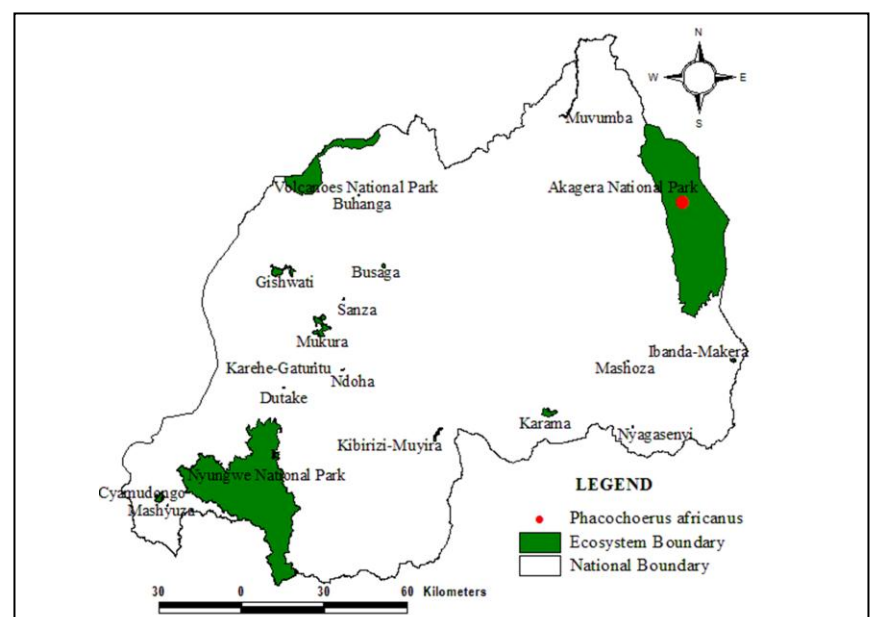 N
W E
S
Muvumba
Volcanoes National Park
Akagera National Park
Buhanga
Gishwati
Busaga
Sanza
Mukura
Ibanda-Makera
Karehe-Gaturitu
Mashoza
Ndoha
Dutake
Karama
Nyagasenyi
Kibirizi-Muyira
Nyungwe National Park
Cyamudongo
Mashyuza
LEGEND
Phacochoerus africanus
Ecosystem Boundary
National Boundary
30 0 30 60 Kilometers